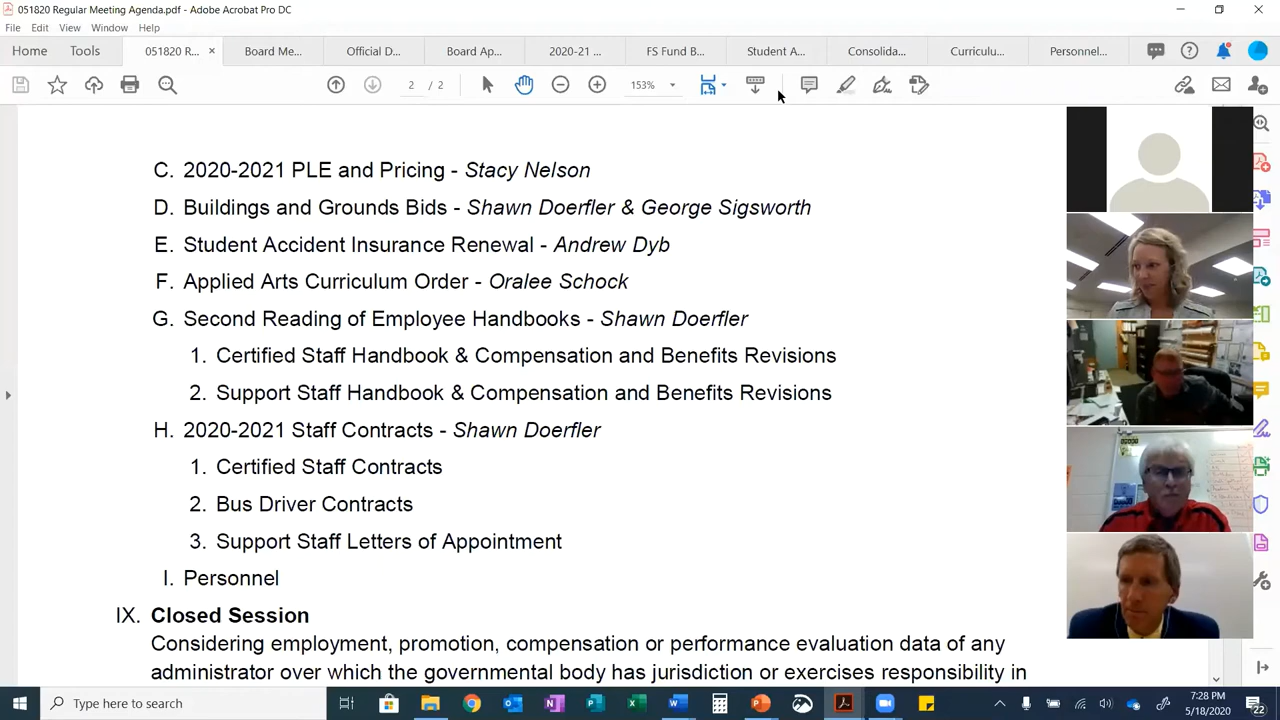 051820 Regular Meeting Agenda.pdf - Adobe Acrobat Pro DC
File Edit View Window Help
Home Tools 051820 R... × Board Me... Official D... Board Ap... 2020-21 ... FS Fund B... Student A... Consolida... Curriculu... Personnel...
2 / 2 153%
C. 2020-2021 PLE and Pricing - Stacy Nelson
D. Buildings and Grounds Bids - Shawn Doerfler & George Sigsworth
E. Student Accident Insurance Renewal - Andrew Dyb
F. Applied Arts Curriculum Order - Oralee Schock
G. Second Reading of Employee Handbooks - Shawn Doerfler
1. Certified Staff Handbook & Compensation and Benefits Revisions
2. Support Staff Handbook & Compensation and Benefits Revisions
H. 2020-2021 Staff Contracts - Shawn Doerfler
1. Certified Staff Contracts
2. Bus Driver Contracts
3. Support Staff Letters of Appointment
I. Personnel
IX. Closed Session
Considering employment, promotion, compensation or performance evaluation data of any
administrator over which the governmental body has jurisdiction or exercises responsibility in
Type here to search
7:28 PM
5/18/2020
22